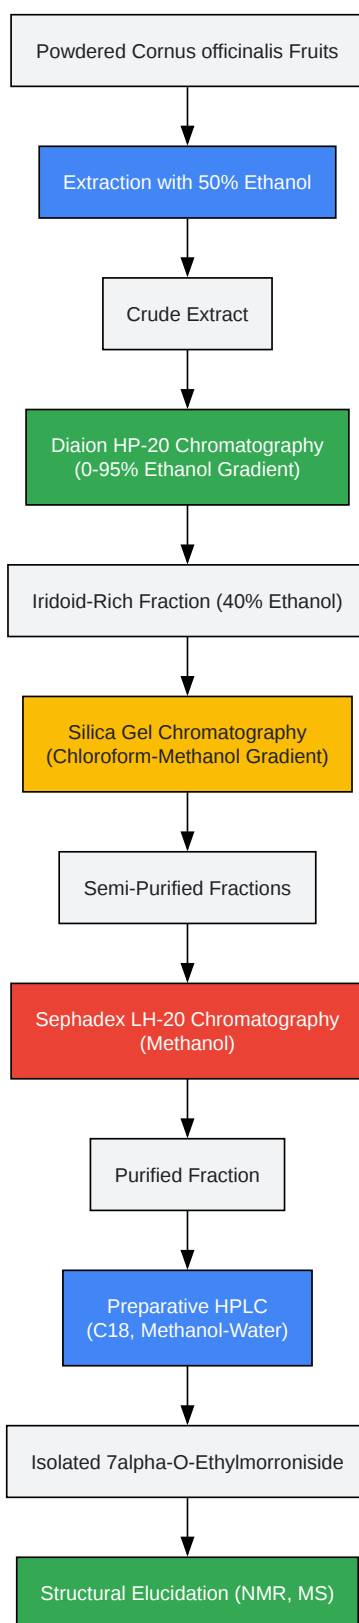 Powdered Cornus officinalis Fruits
Extraction with 50% Ethanol
Crude Extract
Diaion HP-20 Chromatography
(0-95% Ethanol Gradient)
Iridoid-Rich Fraction (40% Ethanol)
Silica Gel Chromatography
(Chloroform-Methanol Gradient)
Semi-Purified Fractions
Sephadex LH-20 Chromatography
(Methanol)
Purified Fraction
Preparative HPLC
(C18, Methanol-Water)
Isolated 7alpha-O-Ethylmorroniside
Structural Elucidation (NMR, MS)